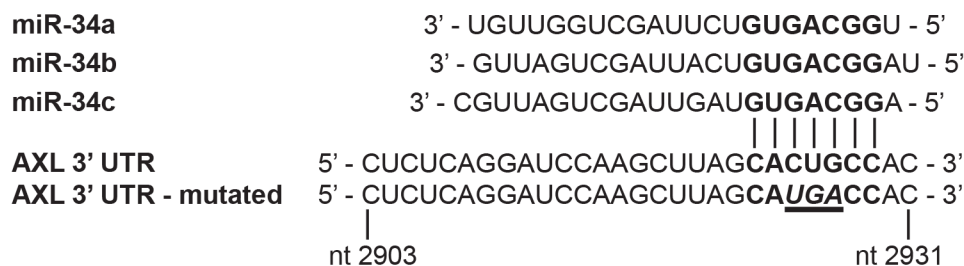 miR-34a 3’ - UGUUGGUCGAUUCUGUGACGGU - 5’
miR-34b 3’ - GUUAGUCGAUUACUGUGACGGAU - 5’
miR-34c 3’ - CGUUAGUCGAUUGAUGUGACGGA - 5’
AXL 3’ UTR 5’ - CUCUCAGGAUCCAAGCUUAGCACUGCCAC - 3’
AXL 3’ UTR - mutated 5’ - CUCUCAGGAUCCAAGCUUAGCAUGACCAC - 3’
nt 2903 nt 2931